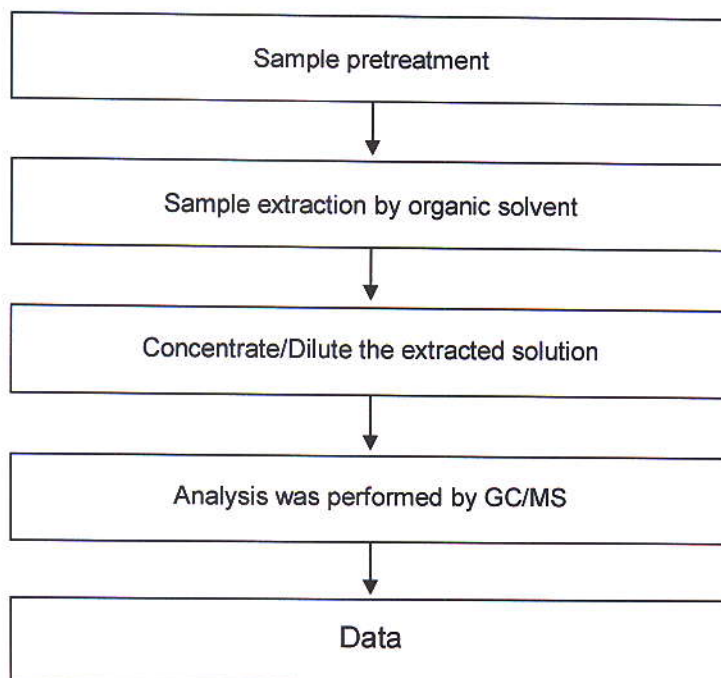 Sample pretreatment
Sample extraction by organic solvent
Concentrate/Dilute the extracted solution
Analysis was performed by GC/MS
Data